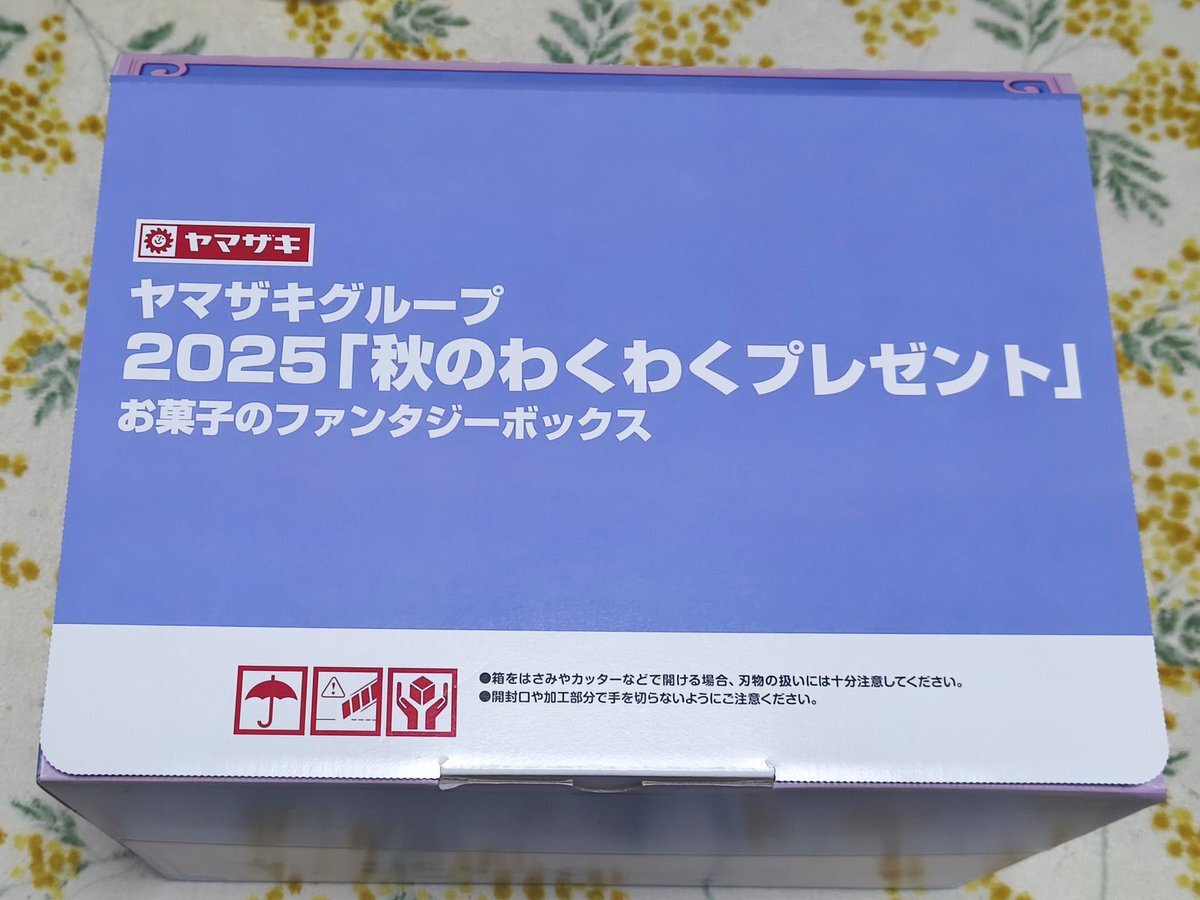 ヤマザキ
ヤマザキグループ
2025「秋のわくわくプレゼント」
お菓子のファンタジーボックス
●箱をはさみやカッターなどで開ける場合、刃物の扱いには十分注意してください。
●開封口や加工部分で手を切らないようにご注意ください。